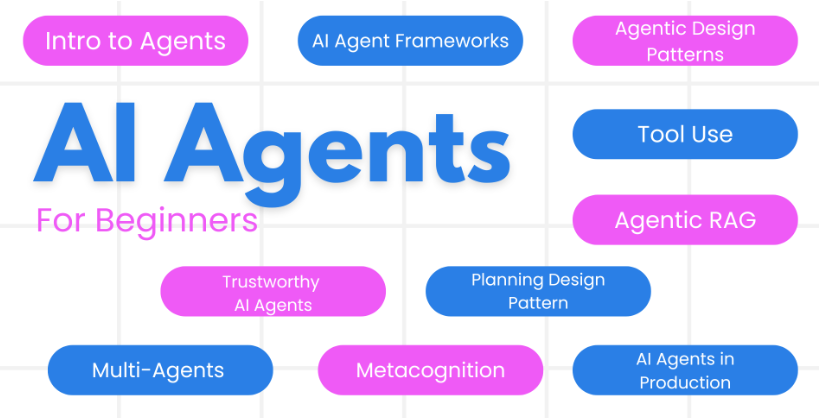 Intro to Agents
AI Agent Frameworks
Agentic Design
Patterns
AI Agents
For Beginners
Tool Use
Agentic RAG
Trustworthy
AI Agents
Planning Design
Pattern
Multi-Agents
Metacognition
AI Agents in
Production